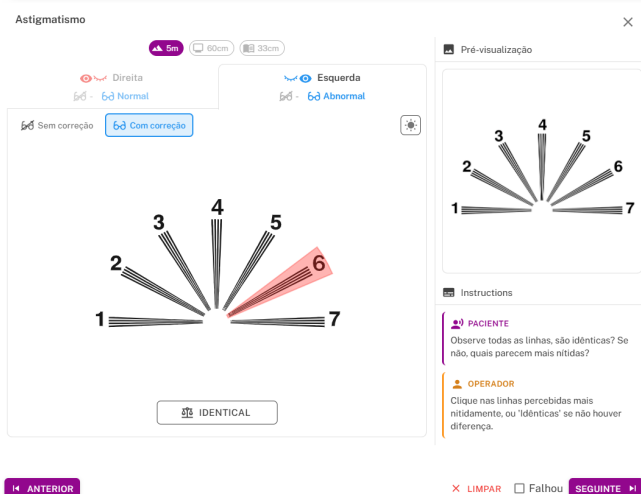 Astigmatismo
5m 60cm 33cm
Direita
- Normal
Esquerda
- Abnormal
Sem correção Com correção
1 2 3 4 5 6 7
IDENTICAL
Pré-visualização
1 2 3 4 5 6 7
Instructions
PACIENTE
Observe todas as linhas, são idênticas? Se
não, quais parecem mais nítidas?
OPERADOR
Clique nas linhas percebidas mais
nitidamente, ou 'Idênticas' se não houver
diferença.
ANTERIOR
LIMPAR Falhou SEGUINTE